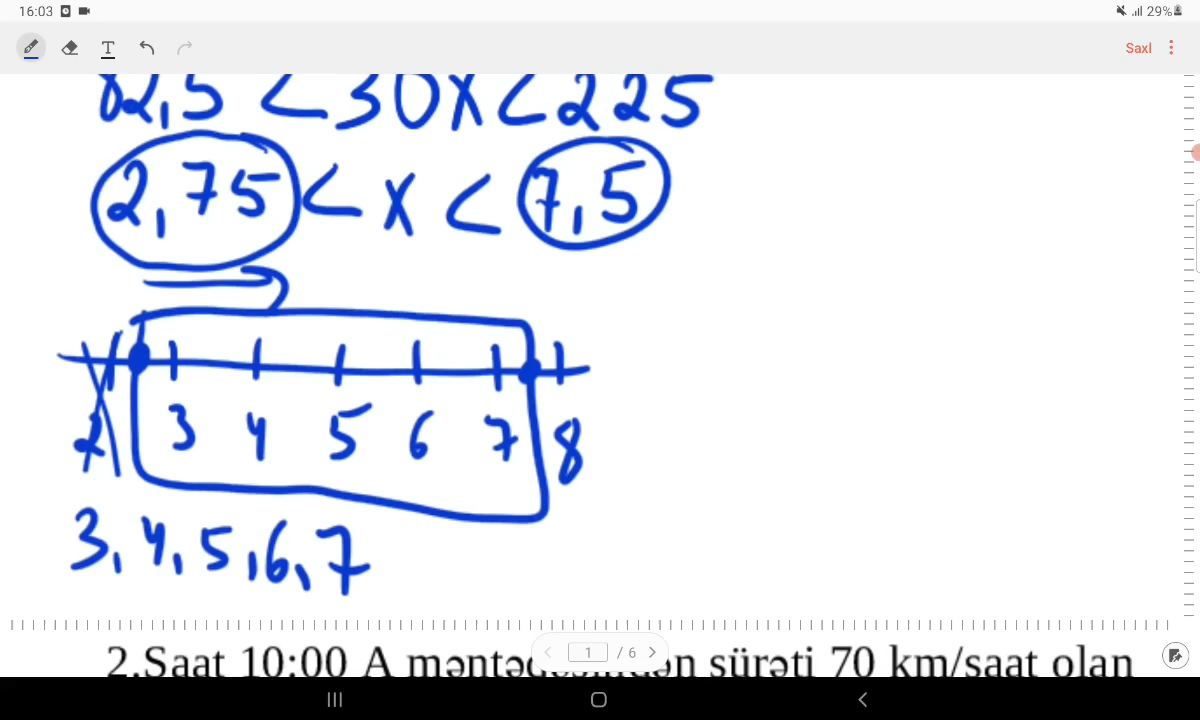 16:03 29%
T Saxl
82,5 < 30x < 225
2,75 < x < 7,5
2 3 4 5 6 7 8
3, 4, 5, 6, 7
1 / 6
2.Saat 10:00 A sürəti 70 km/saat olan